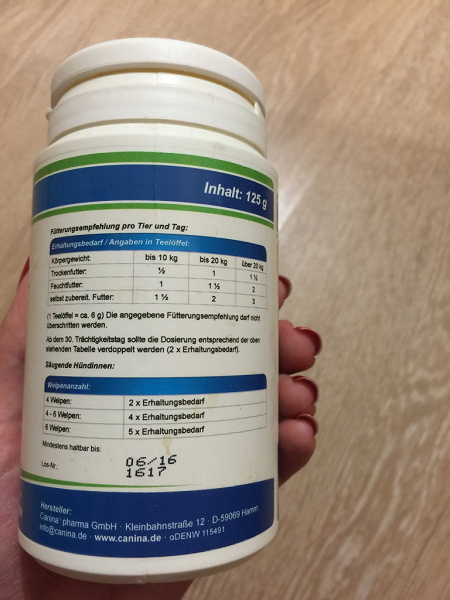 Inhalt: 125 g
Fütterungsempfehlung pro Tier und Tag:
Erhaltungsbedarf / Angaben in Teelöffel:
Körpergewicht: bis 10 kg bis 20 kg über 20 kg
Trockenfutter: ½ 1 1 ½
Feuchtfutter: 1 1 ½ 2
selbst zubereit. Futter: 1 ½ 2 3
(1 Teelöffel = ca. 6 g) Die angegebene Fütterungsempfehlung darf nicht
überschritten werden.
Ab dem 30. Trächtigkeitstag sollte die Dosierung entsprechend der oben
stehenden Tabelle verdoppelt werden (2 x Erhaltungsbedarf).
Säugende Hündinnen:
Welpenanzahl:
4 Welpen: 2 x Erhaltungsbedarf
4 - 6 Welpen: 4 x Erhaltungsbedarf
6 Welpen: 5 x Erhaltungsbedarf
Mindestens haltbar bis:
06/16
Los-Nr.: 1617
Hersteller:
Canina pharma GmbH · Kleinbahnstraße 12 · D-59069 Hamm
info@canina.de · www.canina.de · αDENW 115491